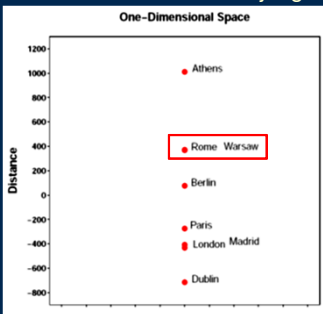 One-Dimensional Space
1200
1000
800
600
400
200
0
-200
-400
-600
-800
Distance
Athens
Rome Warsaw
Berlin
Paris
London Madrid
Dublin